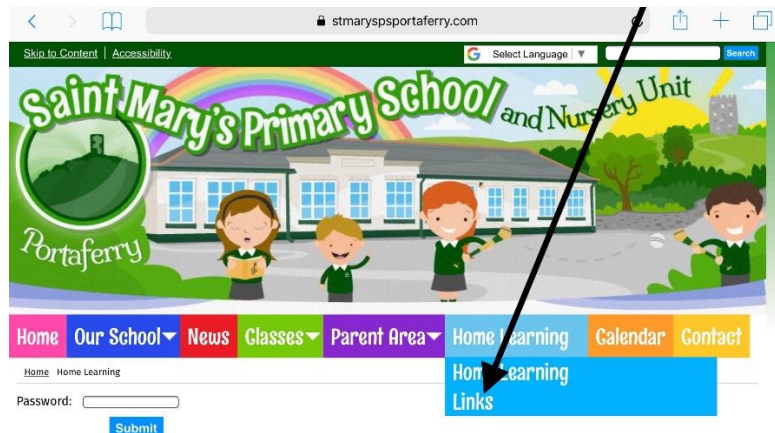 stmaryspsportaferry.com
Skip to Content | Accessibility
G Select Language ▼
Search
Saint Mary's Primary School and Nursery Unit
Portaferry
Home Our School News Classes Parent Area Home Learning Calendar Contact
Home Home Learning
Home Learning
Links
Password:
Submit